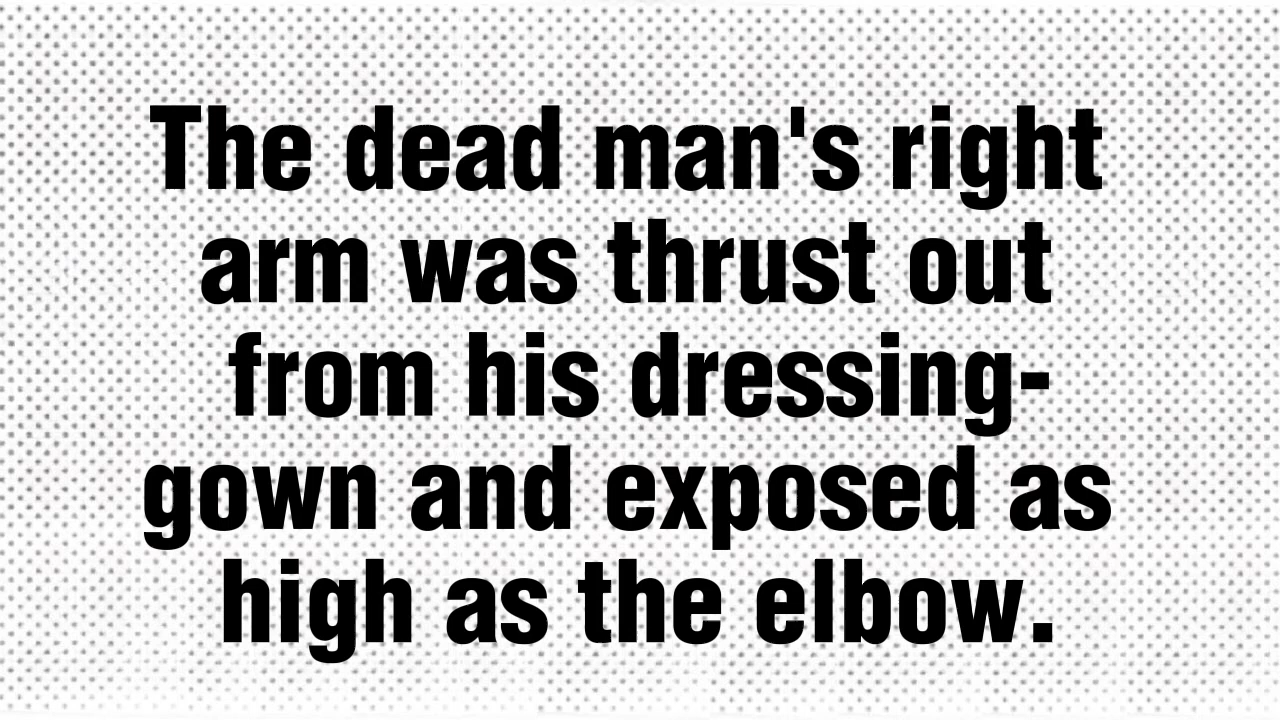 The dead man's right
arm was thrust out
from his dressing-
gown and exposed as
high as the elbow.